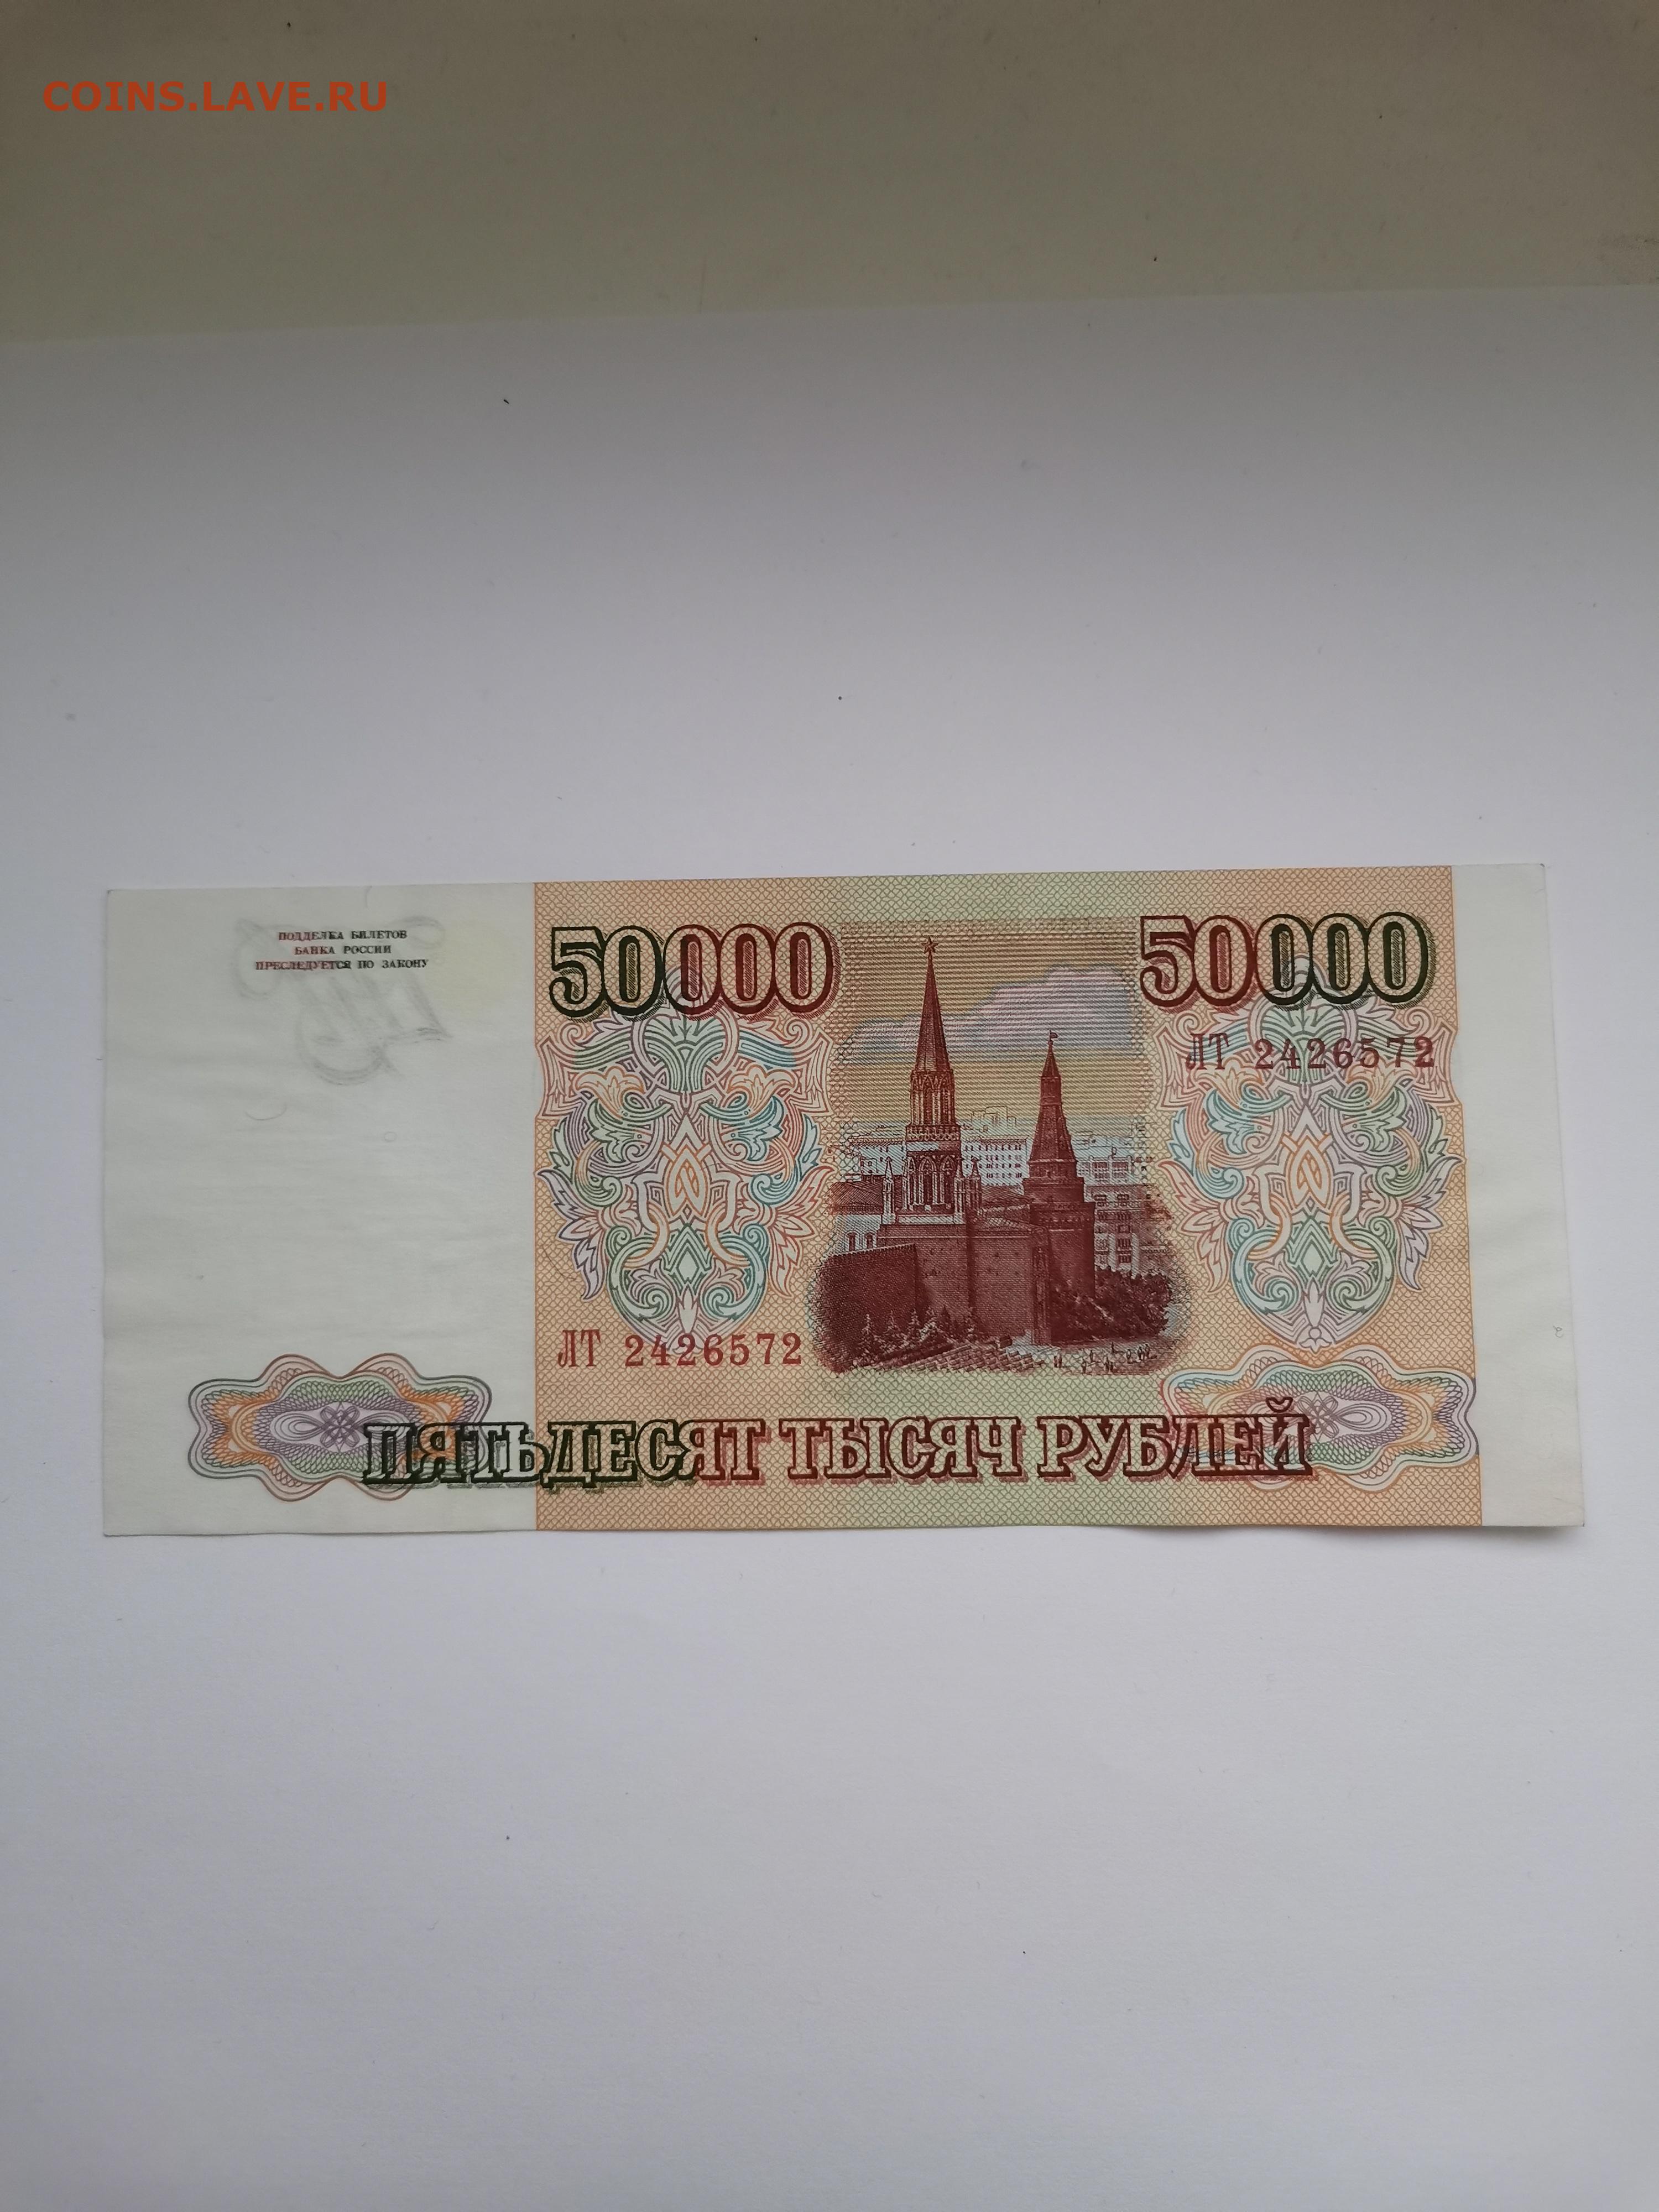 COINS.LAVE.RU
ПОДДЕЛКА БИЛЕТОВ
БАНКА РОССИИ
ПРЕСЛЕДУЕТСЯ ПО ЗАКОНУ
50000
50000
ЛТ 2426572
ЛТ 2426572
ПЯТЬДЕСЯТ ТЫСЯЧ РУБЛЕЙ